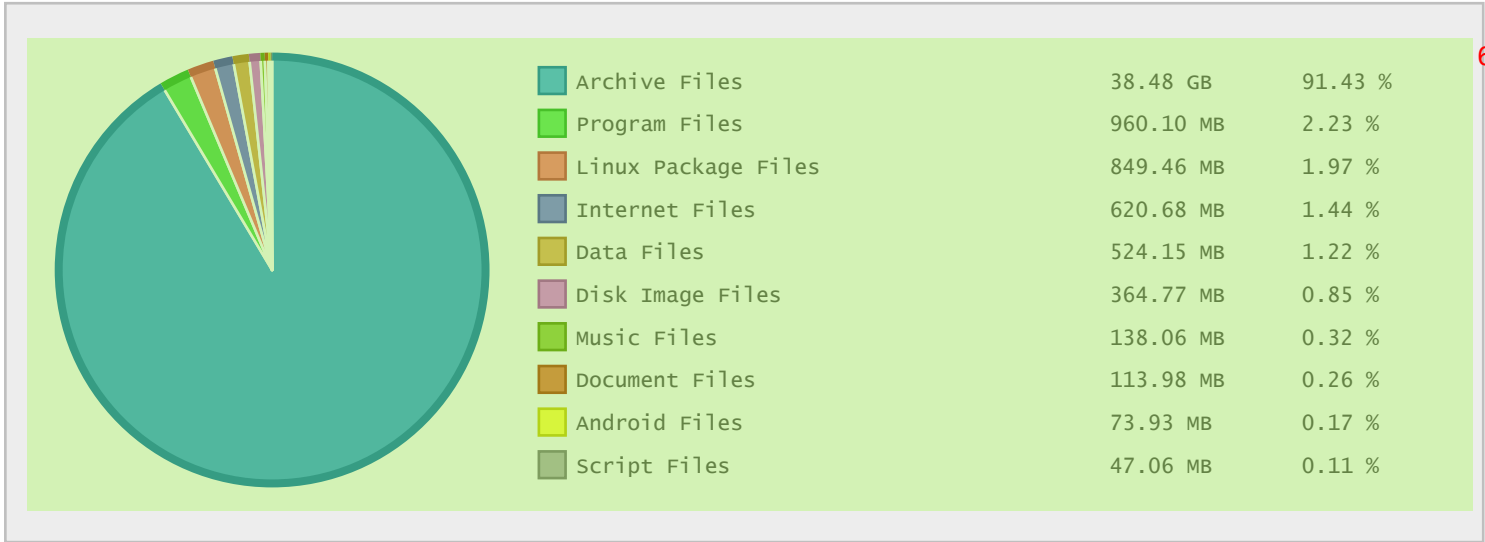 6
Archive Files 38.48 GB 91.43 %
Program Files 960.10 MB 2.23 %
Linux Package Files 849.46 MB 1.97 %
Internet Files 620.68 MB 1.44 %
Data Files 524.15 MB 1.22 %
Disk Image Files 364.77 MB 0.85 %
Music Files 138.06 MB 0.32 %
Document Files 113.98 MB 0.26 %
Android Files 73.93 MB 0.17 %
Script Files 47.06 MB 0.11 %